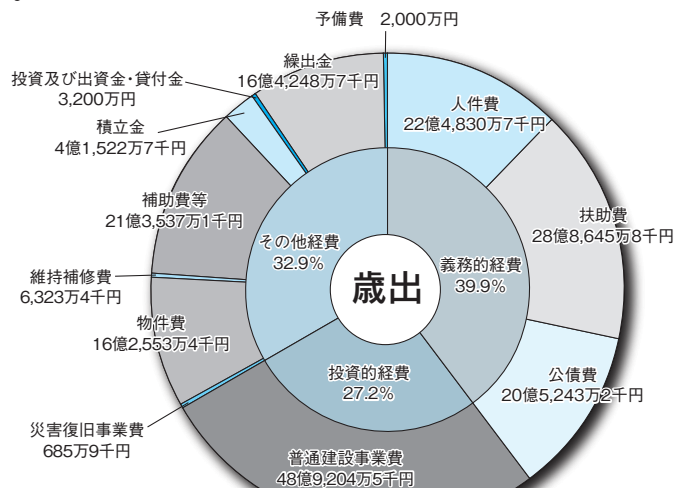 予備費 2,000万円
繰出金
16億4,248万7千円
投資及び出資金・貸付金
3,200万円
積立金
4億1,522万7千円
補助費等
21億3,537万1千円
維持補修費
6,323万4千円
物件費
16億2,553万4千円
災害復旧事業費
685万9千円
普通建設事業費
48億9,204万5千円
公債費
20億5,243万2千円
扶助費
28億8,645万8千円
人件費
22億4,830万7千円
その他経費
32.9%
義務的経費
39.9%
投資的経費
27.2%
歳出